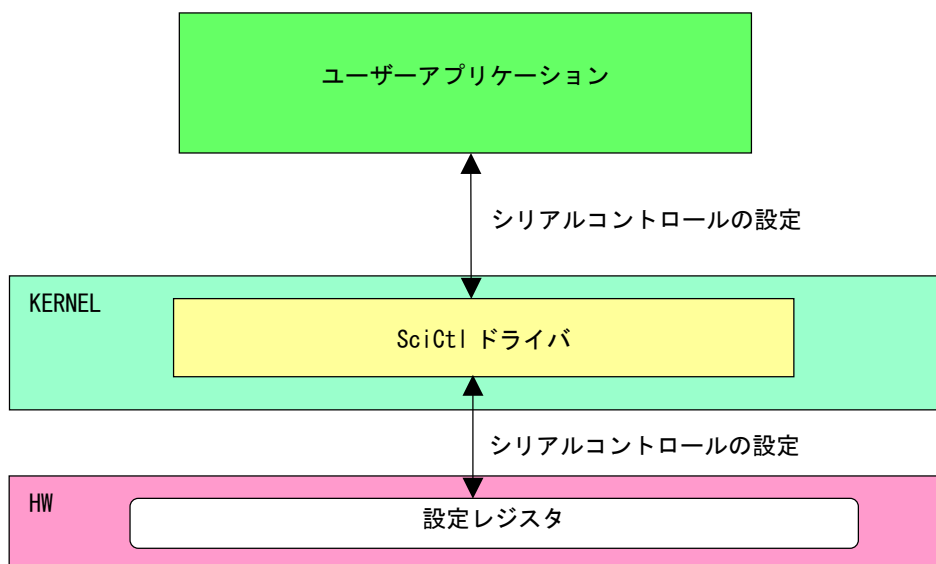 ユーザーアプリケーション
シリアルコントロールの設定
KERNEL
SciCtl ドライバ
シリアルコントロールの設定
HW
設定レジスタ